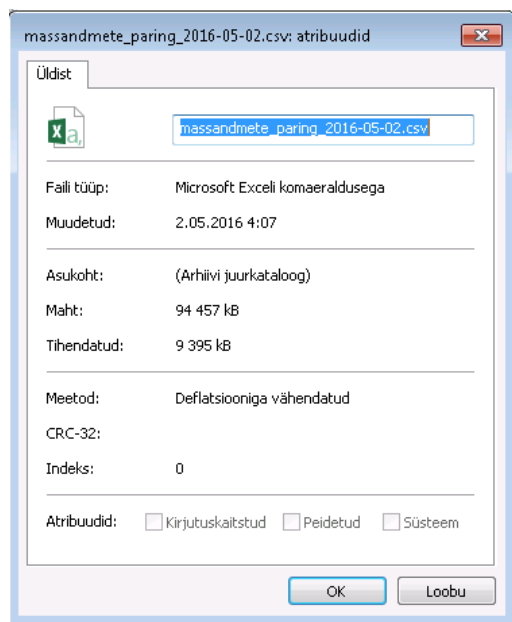 massandmete_paring_2016-05-02.csv: atribuudid
Üldist
massandmete_paring_2016-05-02.csv
Faili tüüp: Microsoft Exceli komaeraldusega
Muudetud: 2.05.2016 4:07
Asukoht: (Arhiivi juurkataloog)
Maht: 94 457 kB
Tihendatud: 9 395 kB
Meetod: Deflatsiooniga vähendatud
CRC-32:
Indeks: 0
Atribuudid: Kirjutuskaitstud Peidetud Süsteem
OK Loobu